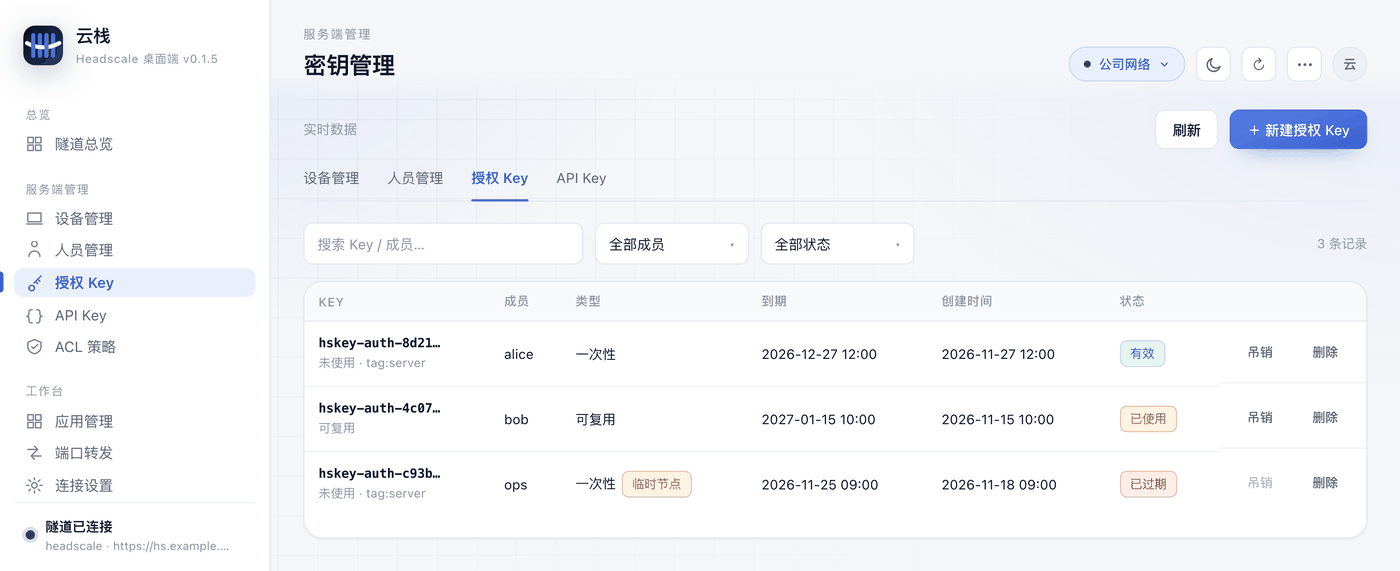 云栈
Headscale 桌面端 v0.1.5
总览
隧道总览
服务端管理
设备管理
人员管理
授权 Key
API Key
ACL 策略
工作台
应用管理
端口转发
连接设置
隧道已连接
headscale · https://hs.example....
服务端管理
密钥管理
公司网络
云
实时数据
刷新
+ 新建授权 Key
设备管理 人员管理 授权 Key API Key
搜索 Key / 成员... 全部成员 全部状态 3 条记录
KEY 成员 类型 到期 创建时间 状态
hskey-auth-8d21… alice 一次性 2026-12-27 12:00 2026-11-27 12:00 有效 吊销 删除
未使用 · tag:server
hskey-auth-4c07… bob 可复用 2027-01-15 10:00 2026-11-15 10:00 已使用 吊销 删除
可复用
hskey-auth-c93b… ops 一次性 临时节点 2026-11-25 09:00 2026-11-18 09:00 已过期 吊销 删除
未使用 · tag:server